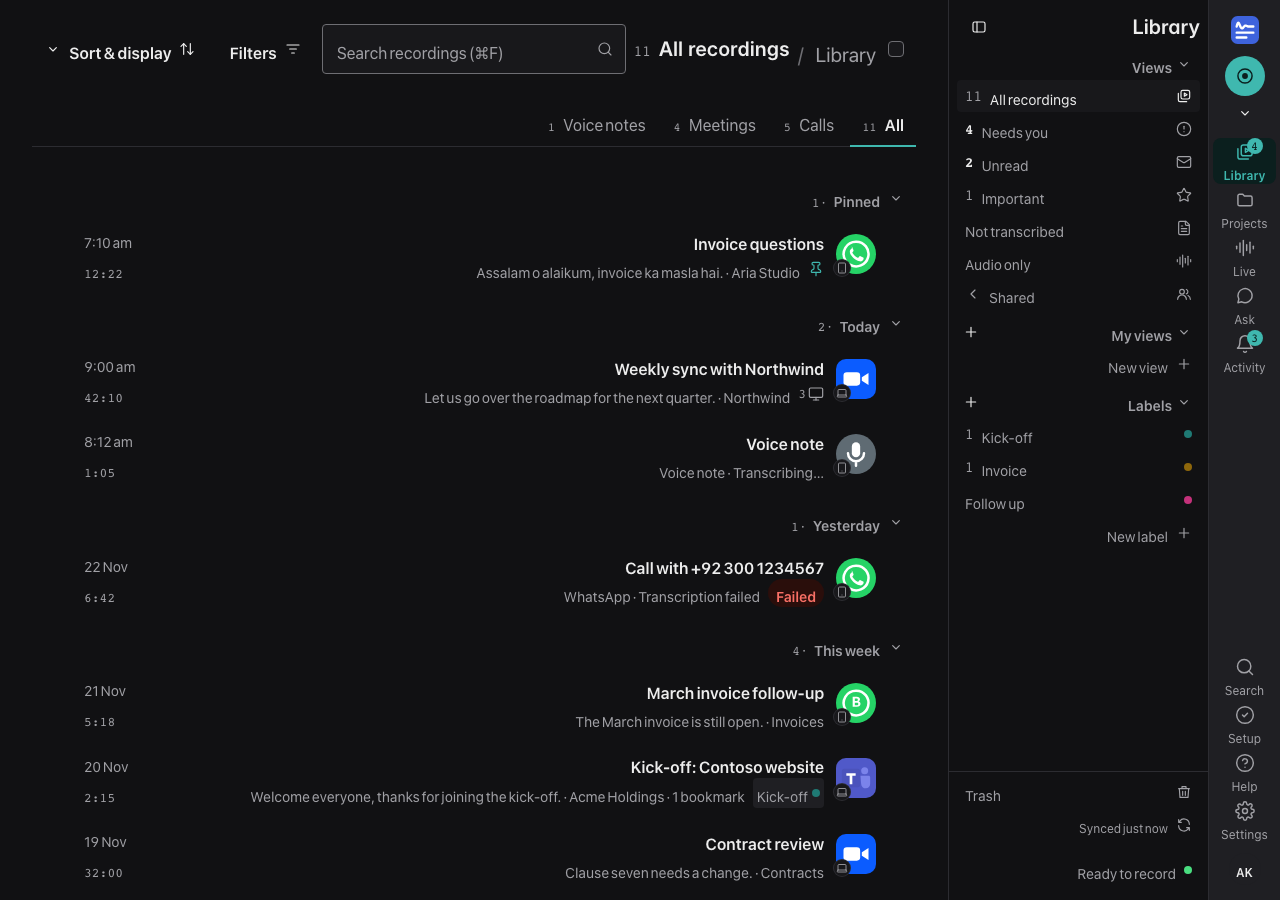 Library
Views
All recordings 11
Needs you 4
Unread 2
Important 1
Not transcribed
Audio only
Shared
My views
New view
Labels
Kick-off 1
Invoice 1
Follow up
New label
Trash
Synced just now
Ready to record
4
Library
Projects
Live
Ask
3
Activity
Search
Setup
Help
Settings
AK
Library / All recordings 11
Search recordings (⌘F)
Filters
Sort & display
All 11
Calls 5
Meetings 4
Voice notes 1
Pinned · 1
Invoice questions
7:10 am
Assalam o alaikum, invoice ka masla hai. · Aria Studio
12:22
Today · 2
Weekly sync with Northwind
9:00 am
3
Let us go over the roadmap for the next quarter. · Northwind
42:10
Voice note
8:12 am
Voice note · Transcribing…
1:05
Yesterday · 1
Call with +92 300 1234567
22 Nov
Failed
WhatsApp · Transcription failed
6:42
This week · 4
B
March invoice follow-up
21 Nov
The March invoice is still open. · Invoices
5:18
T
Kick-off: Contoso website
20 Nov
Kick-off
Welcome everyone, thanks for joining the kick-off. · Acme Holdings · 1 bookmark
2:15
Contract review
19 Nov
Clause seven needs a change. · Contracts
32:00